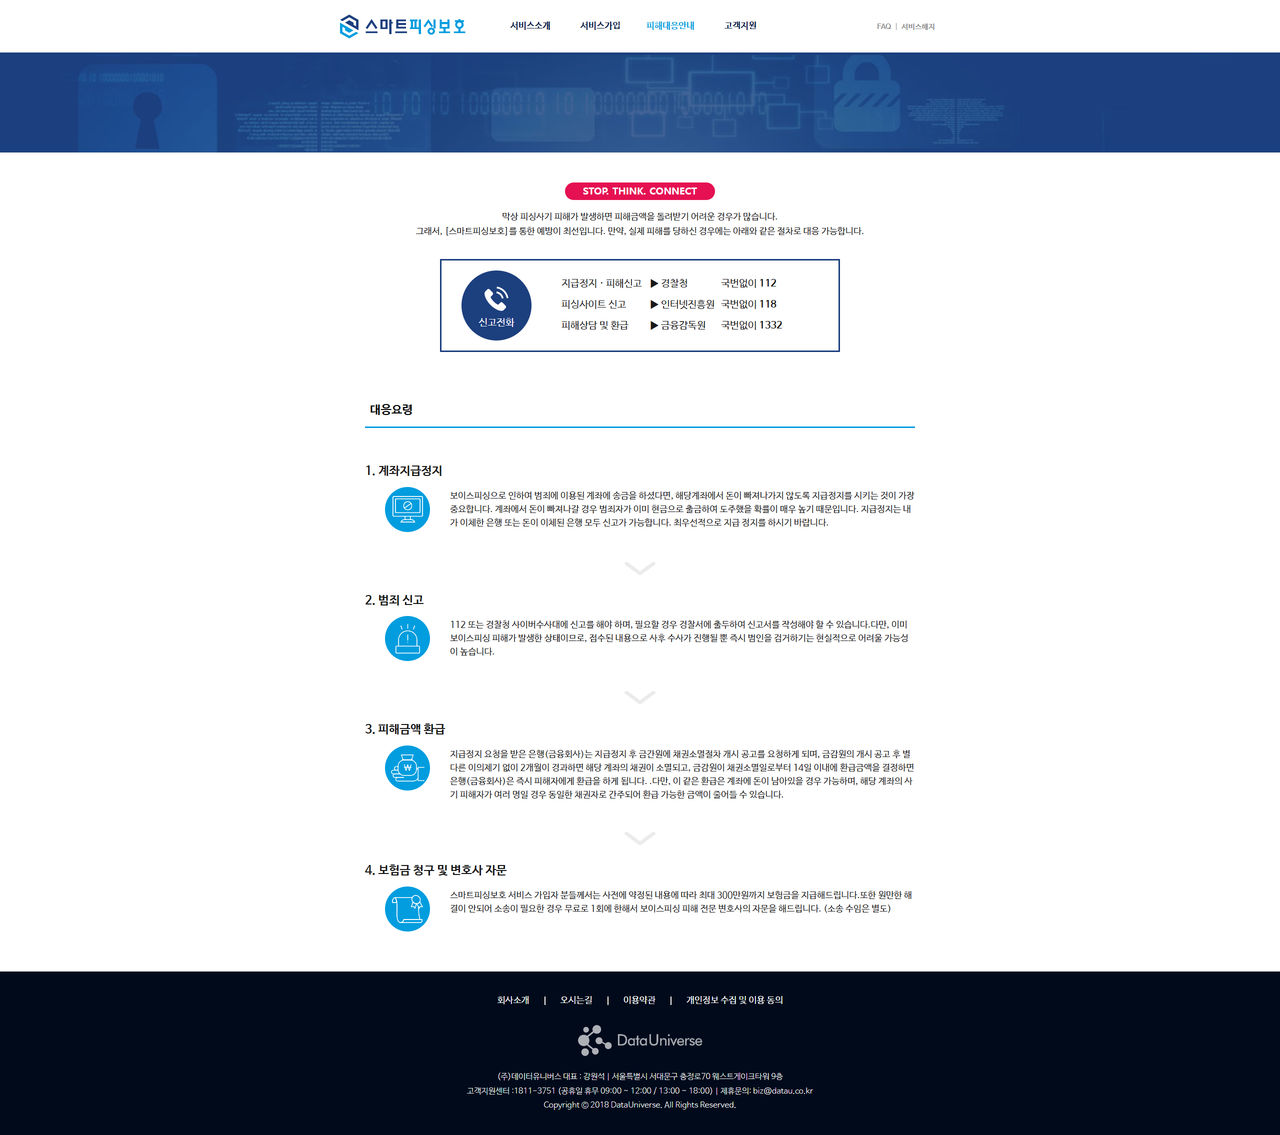 스마트피싱보호
서비스소개 서비스가입 피해대응안내 고객지원
FAQ | 서비스해지
STOP. THINK. CONNECT
막상 피싱사기 피해가 발생하면 피해금액을 돌려받기 어려운 경우가 많습니다.
그래서, [스마트피싱보호]를 통한 예방이 최선입니다. 만약, 실제 피해를 당하신 경우에는 아래와 같은 절차로 대응 가능합니다.
신고전화
지급정지 · 피해신고 ▶ 경찰청 국번없이 112
피싱사이트 신고 ▶ 인터넷진흥원 국번없이 118
피해상담 및 환급 ▶ 금융감독원 국번없이 1332
대응요령
1. 계좌지급정지
보이스피싱으로 인하여 범죄에 이용된 계좌에 송금을 하셨다면, 해당계좌에서 돈이 빠져나가지 않도록 지급정지를 시키는 것이 가장
중요합니다. 계좌에서 돈이 빠져나갈 경우 범죄자가 이미 현금으로 출금하여 도주했을 확률이 매우 높기 때문입니다. 지급정지는 내
가 이체한 은행 또는 돈이 이체된 은행 모두 신고가 가능합니다. 최우선적으로 지급 정지를 하시기 바랍니다.
2. 범죄 신고
112 또는 경찰청 사이버수사대에 신고를 해야 하며, 필요할 경우 경찰서에 출두하여 신고서를 작성해야 할 수 있습니다.다만, 이미
보이스피싱 피해가 발생한 상태이므로, 접수된 내용으로 사후 수사가 진행될 뿐 즉시 범인을 검거하기는 현실적으로 어려울 가능성
이 높습니다.
3. 피해금액 환급
지급정지 요청을 받은 은행(금융회사)는 지급정지 후 금간원에 채권소멸절차 개시 공고를 요청하게 되며, 금감원의 개시 공고 후 별
다른 이의제기 없이 2개월이 경과하면 해당 계좌의 채권이 소멸되고, 금감원이 채권소멸일로부터 14일 이내에 환급금액을 결정하면
은행(금융회사)은 즉시 피해자에게 환급을 하게 됩니다. .다만, 이 같은 환급은 계좌에 돈이 남아있을 경우 가능하며, 해당 계좌의 사
기 피해자가 여러 명일 경우 동일한 채권자로 간주되어 환급 가능한 금액이 줄어들 수 있습니다.
4. 보험금 청구 및 변호사 자문
스마트피싱보호 서비스 가입자 분들께서는 사전에 약정된 내용에 따라 최대 300만원까지 보험금을 지급해드립니다.또한 원만한 해
결이 안되어 소송이 필요한 경우 무료로 1회에 한해서 보이스피싱 피해 전문 변호사의 자문을 해드립니다. (소송 수임은 별도)
회사소개 | 오시는길 | 이용약관 | 개인정보 수집 및 이용 동의
DataUniverse
(주)데이터유니버스 대표 : 강원석 | 서울특별시 서대문구 충정로70 웨스트게이크타워 9층
고객지원센터 :1811-3751 (공휴일 휴무 09:00 ~ 12:00 / 13:00 ~ 18:00) | 제휴문의: biz@datau.co.kr
Copyright ⓒ 2018 DataUniverse. All Rights Reserved.